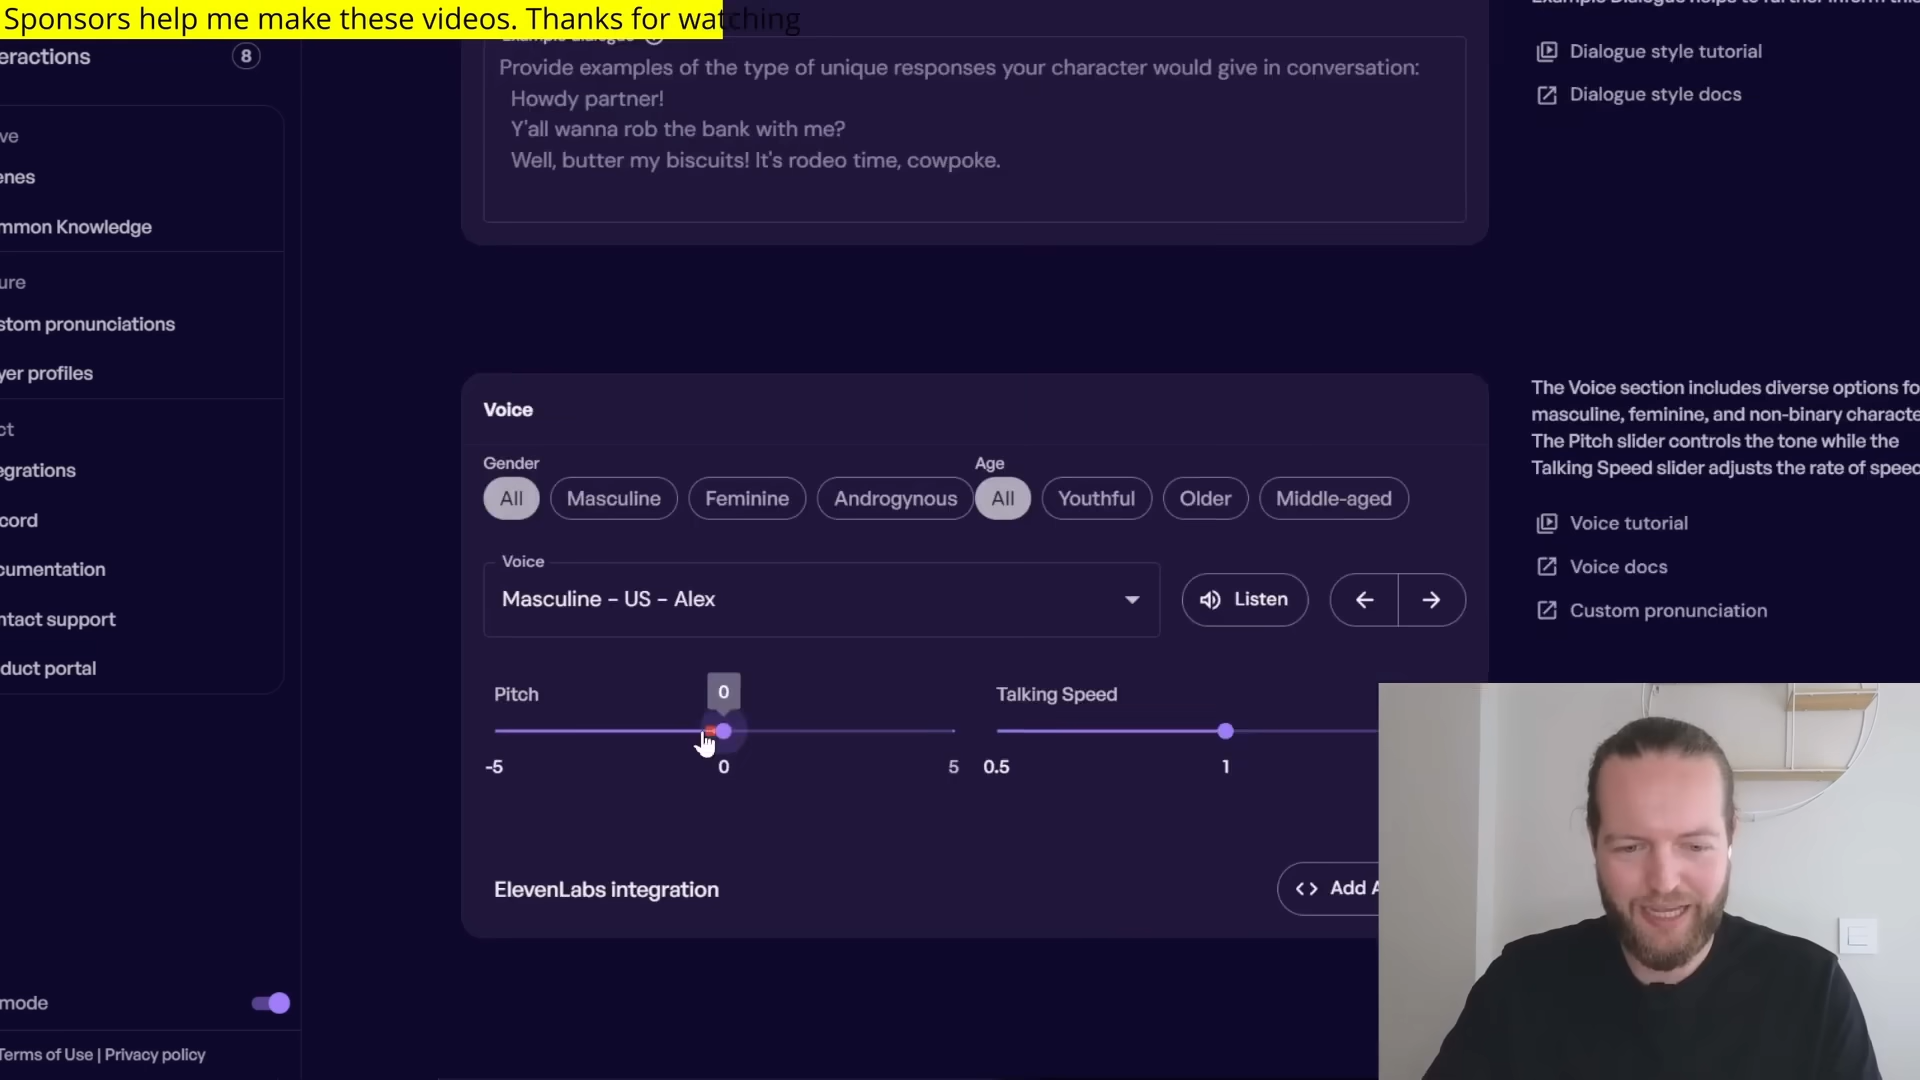 Sponsors help me make these videos. Thanks for watching
eractions
8
ve
enes
mmon Knowledge
ure
stom pronunciations
yer profiles
ct
egrations
cord
cumentation
ntact support
duct portal
mode
Terms of Use | Privacy policy
Provide examples of the type of unique responses your character would give in conversation:
Howdy partner!
Y'all wanna rob the bank with me?
Well, butter my biscuits! It's rodeo time, cowpoke.
Voice
Gender
All
Masculine
Feminine
Androgynous
Age
All
Youthful
Older
Middle-aged
Voice
Masculine - US - Alex
Listen
Pitch
0
-5
0
5
Talking Speed
0.5
1
ElevenLabs integration
<> Add A
Dialogue style tutorial
Dialogue style docs
The Voice section includes diverse options fo
masculine, feminine, and non-binary characte
The Pitch slider controls the tone while the
Talking Speed slider adjusts the rate of speec
Voice tutorial
Voice docs
Custom pronunciation